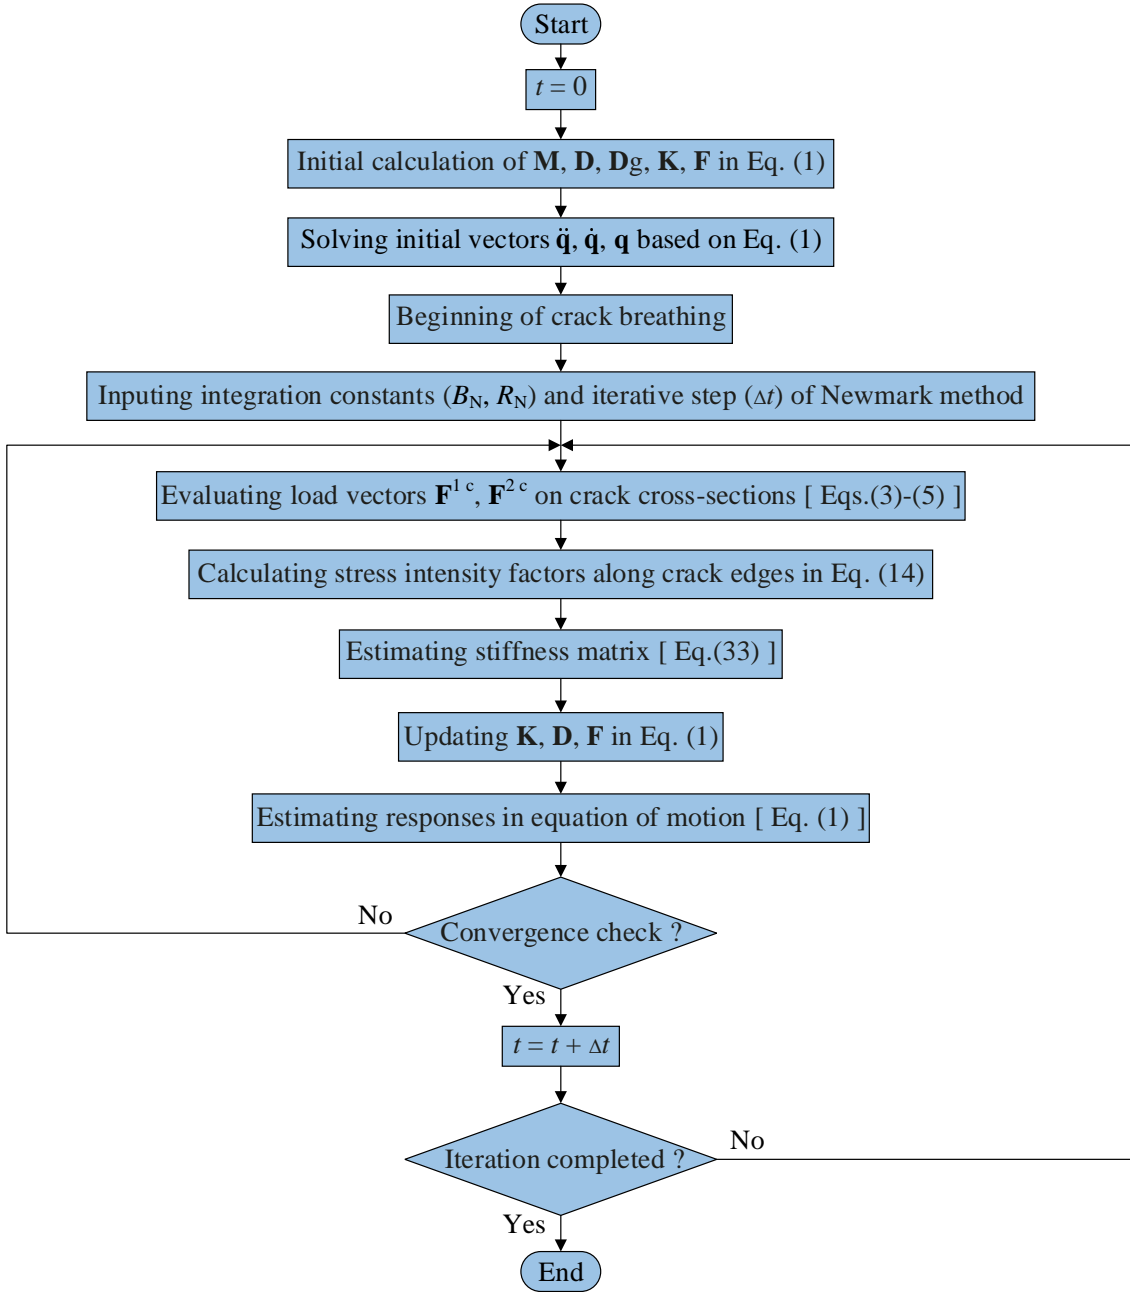 Start
t = 0
Initial calculation of M, D, Dg, K, F in Eq. (1)
Solving initial vectors q̈, q̇, q based on Eq. (1)
Beginning of crack breathing
Inputing integration constants (B_N, R_N) and iterative step (Δt) of Newmark method
Evaluating load vectors F^1 c, F^2 c on crack cross-sections [ Eqs.(3)-(5) ]
Calculating stress intensity factors along crack edges in Eq. (14)
Estimating stiffness matrix [ Eq.(33) ]
Updating K, D, F in Eq. (1)
Estimating responses in equation of motion [ Eq. (1) ]
No
Convergence check ?
Yes
t = t + Δt
No
Iteration completed ?
Yes
End